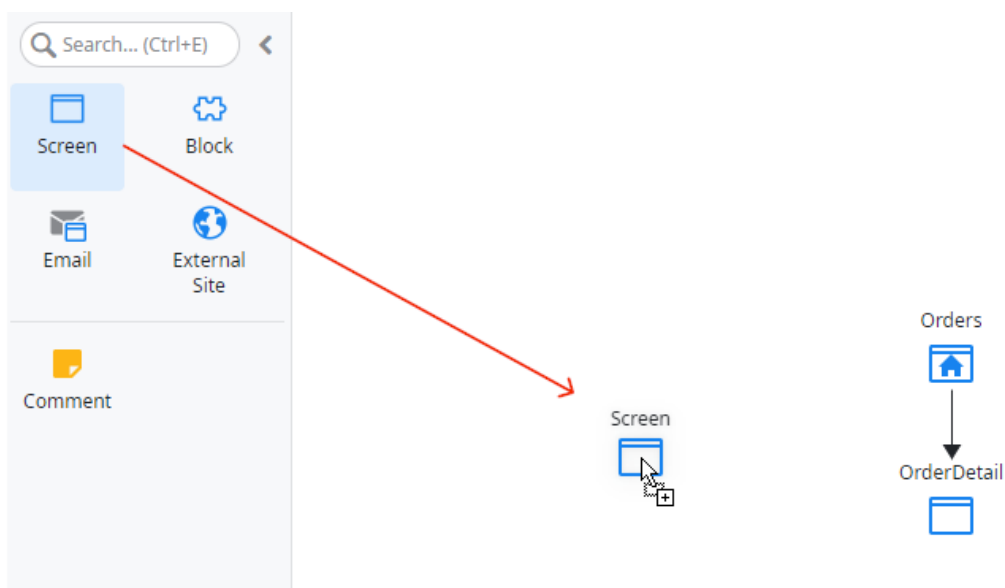 Search... (Ctrl+E)
Screen
Block
Email
External
Site
Comment
Screen
Orders
OrderDetail